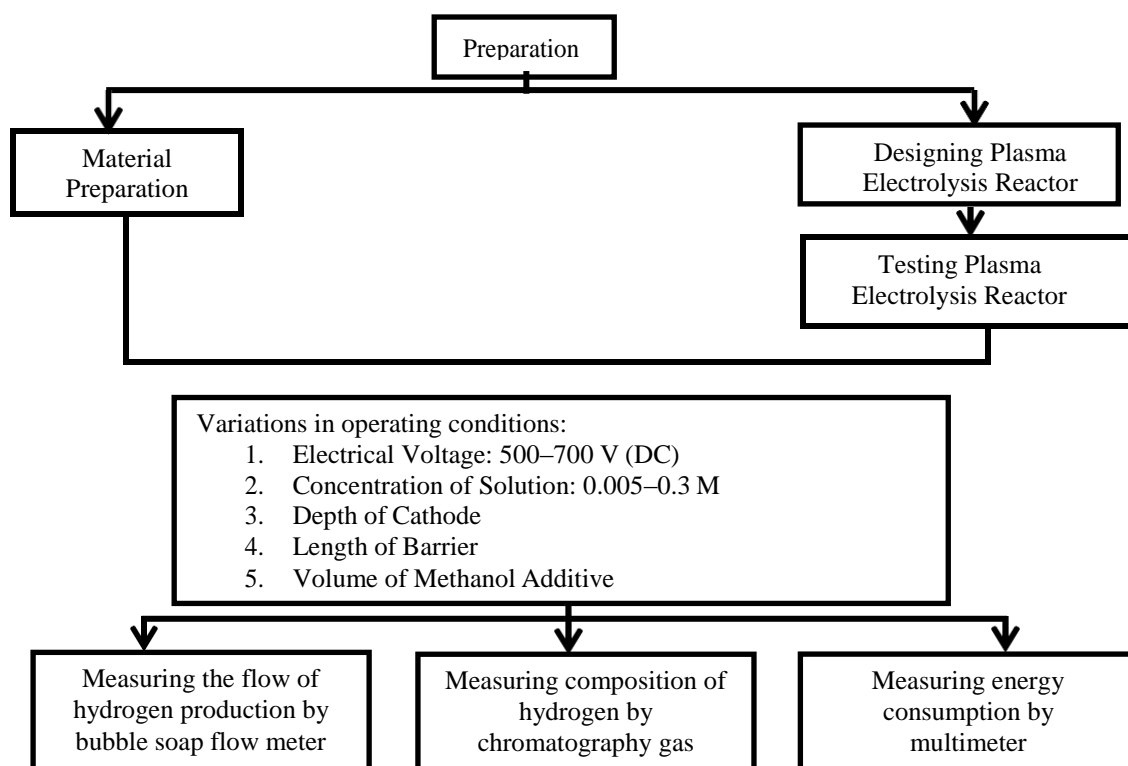 Preparation
Material
Preparation
Designing Plasma
Electrolysis Reactor
Testing Plasma
Electrolysis Reactor
Variations in operating conditions:
1. Electrical Voltage: 500–700 V (DC)
2. Concentration of Solution: 0.005–0.3 M
3. Depth of Cathode
4. Length of Barrier
5. Volume of Methanol Additive
Measuring the flow of
hydrogen production by
bubble soap flow meter
Measuring composition of
hydrogen by
chromatography gas
Measuring energy
consumption by
multimeter